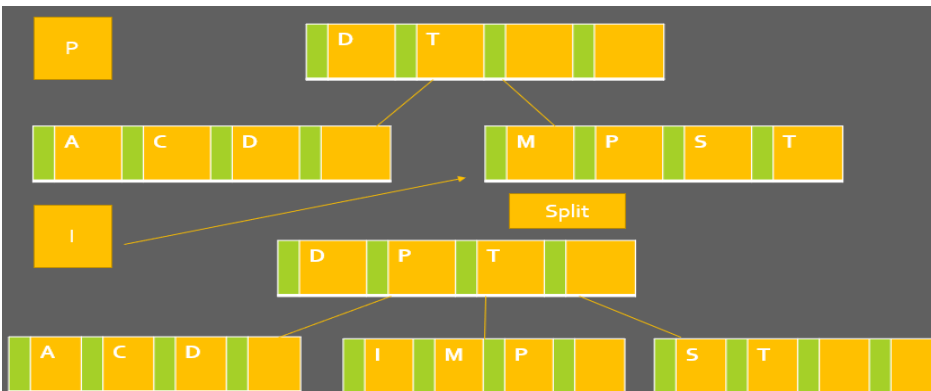 P
D T
A C D
M P S T
I
Split
D P T
A C D
I M P
S T